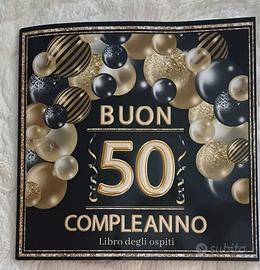 BUON
50
COMPLEANNO
Libro degli ospiti
subito